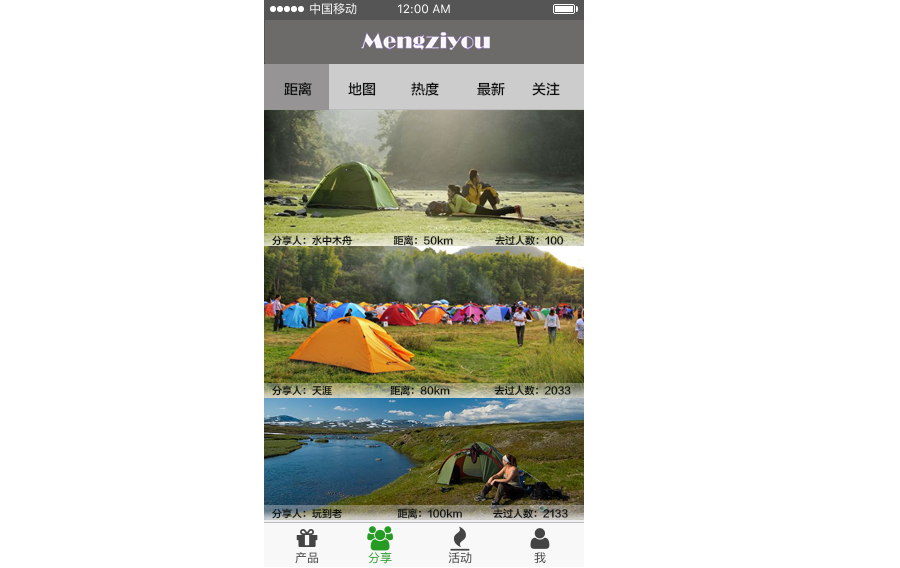 中国移动 12:00 AM
Mengziyou
距离 地图 热度 最新 关注
分享人：水中木舟 距离：50km 去过人数：100
分享人：天涯 距离：80km 去过人数：2033
分享人：玩到老 距离：100km 去过人数：2133
产品 分享 活动 我